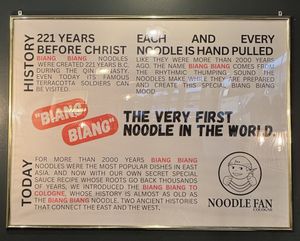 HISTORY
221 YEARS
BEFORE CHRIST
BIANG BIANG NOODLES
WERE CREATED 221 YEARS B.C.
DURING THE QIN DYNASTY.
EVEN TODAY ITS FAMOUS
TERRACOTTA SOLDIERS CAN
BE VISITED.
EACH AND EVERY
NOODLE IS HAND PULLED
LIKE THEY WERE MORE THAN 2000 YEARS
AGO. THE NAME BIANG BIANG COMES FROM
THE RHYTHMIC THUMPING SOUND THE
NOODLES MAKE WHILE THEY ARE PREPARED AND
CREATE THIS SPECIAL BIANG BIANG BIANG
MOOD
"BIANG
BIANG"
THE VERY FIRST
NOODLE IN THE WORLD.
TODAY
FOR MORE THAN 2000 YEARS BIANG BIANG
NOODLES WERE THE MOST POPULAR DISHES IN EAST
ASIA. AND NOW WITH OUR OWN SECRET SPECIAL
SAUCE RECIPE WHOSE ROOTS GO BACK THOUSANDS
OF YEARS, WE INTRODUCED THE BIANG BIANG TO
COLOGNE, WHOSE HISTORY IS ALMOST AS OLD AS
THE BIANG BIANG NOODLE, TWO ANCIENT HISTORIES
THAT CONNECT THE EAST AND THE WEST.
NOODLE FAN
COLOGNE